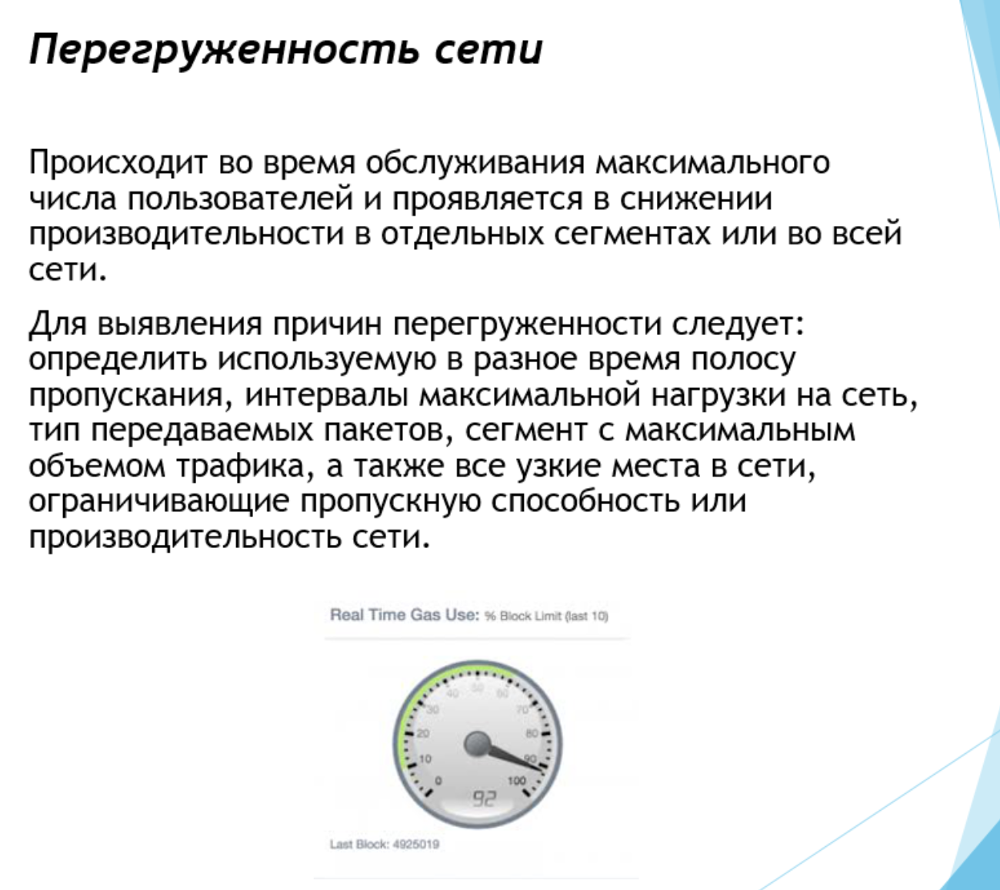 Перегруженность сети
Происходит во время обслуживания максимального
числа пользователей и проявляется в снижении
производительности в отдельных сегментах или во всей
сети.
Для выявления причин перегруженности следует:
определить используемую в разное время полосу
пропускания, интервалы максимальной нагрузки на сеть,
тип передаваемых пакетов, сегмент с максимальным
объемом трафика, а также все узкие места в сети,
ограничивающие пропускную способность или
производительность сети.
Real Time Gas Use: % Block Limit (last 10)
40 50 60
30 70
20 80
10 90
0 100
92
Last Block: 4925019